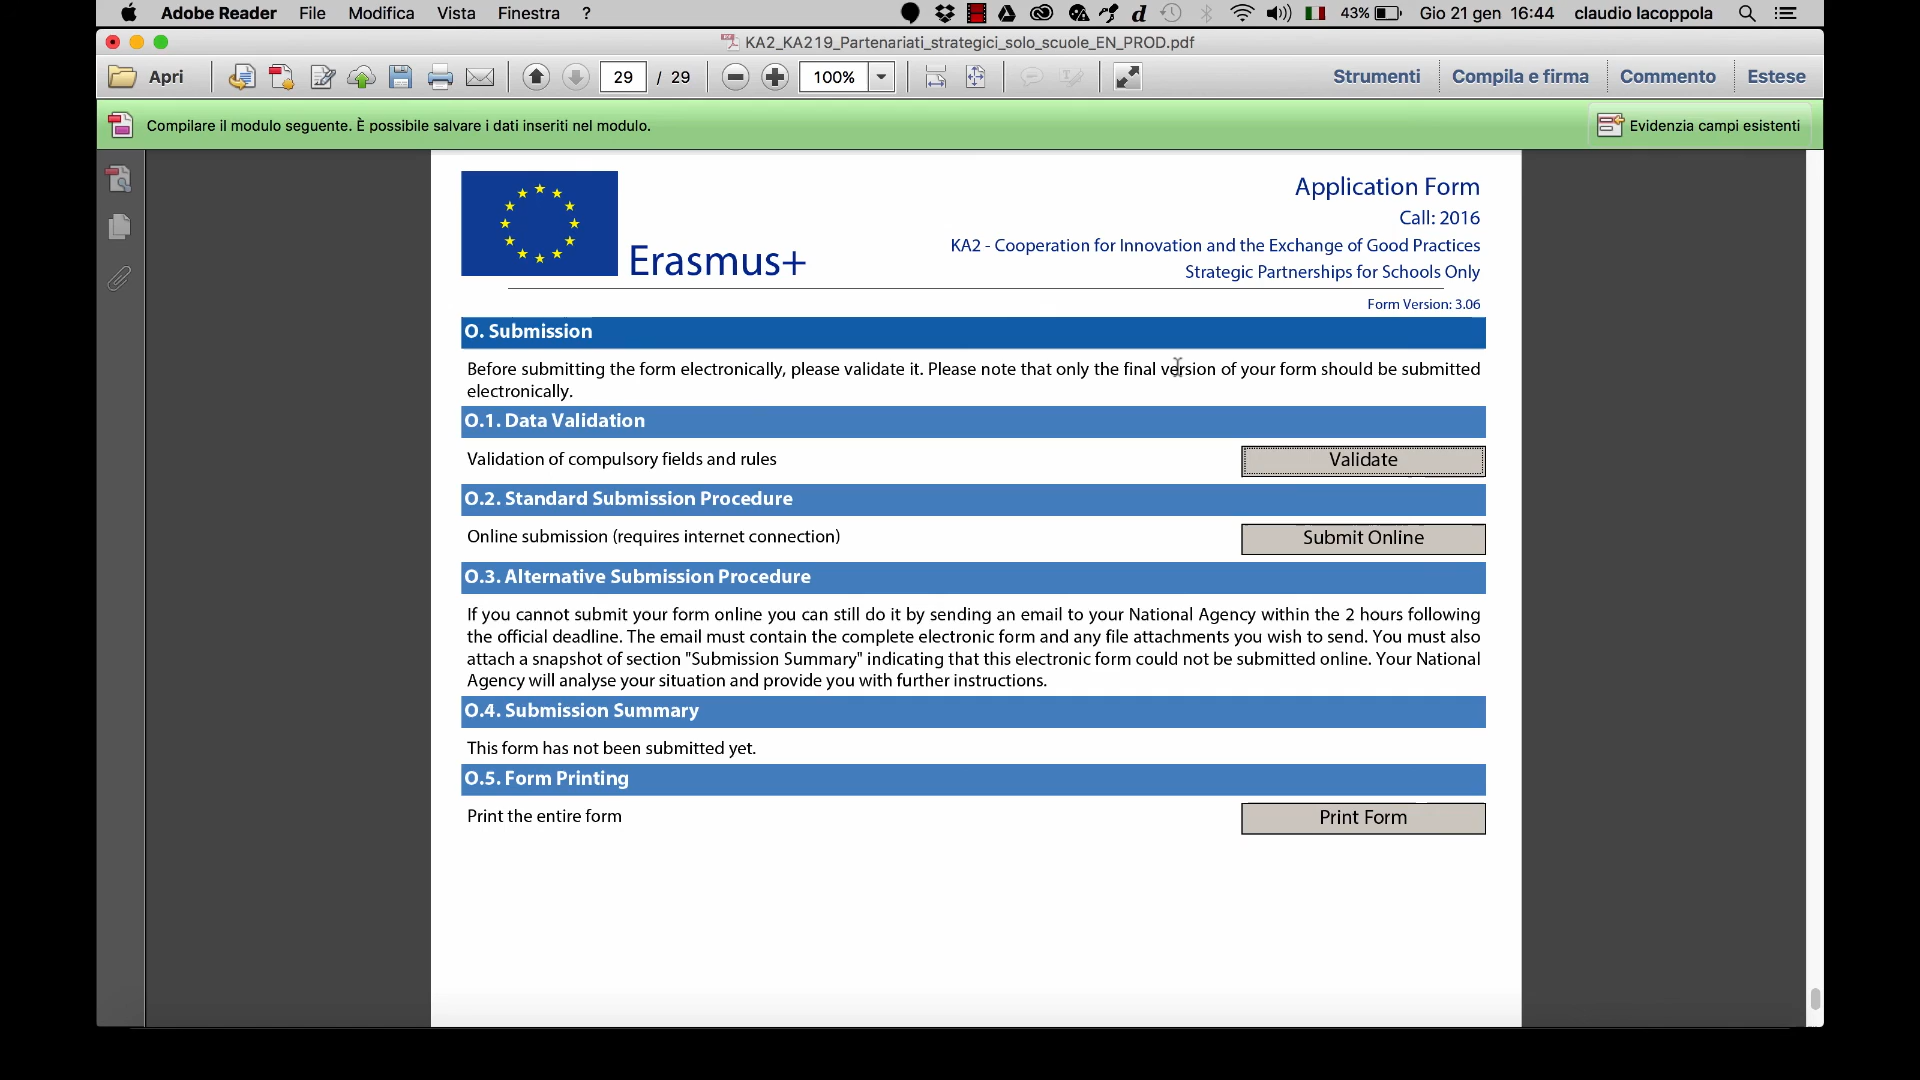 Adobe Reader File Modifica Vista Finestra ? 43% Gio 21 gen 16:44 claudio Iacoppola
KA2_KA219_Partenariati_strategici_solo_scuole_EN_PROD.pdf
Apri 29 / 29 100% Strumenti Compila e firma Commento Estese
Compilare il modulo seguente. È possibile salvare i dati inseriti nel modulo. Evidenzia campi esistenti
Application Form
Call: 2016
Erasmus+
KA2 - Cooperation for Innovation and the Exchange of Good Practices
Strategic Partnerships for Schools Only
Form Version: 3.06
O. Submission
Before submitting the form electronically, please validate it. Please note that only the final version of your form should be submitted
electronically.
O.1. Data Validation
Validation of compulsory fields and rules Validate
O.2. Standard Submission Procedure
Online submission (requires internet connection) Submit Online
O.3. Alternative Submission Procedure
If you cannot submit your form online you can still do it by sending an email to your National Agency within the 2 hours following
the official deadline. The email must contain the complete electronic form and any file attachments you wish to send. You must also
attach a snapshot of section "Submission Summary" indicating that this electronic form could not be submitted online. Your National
Agency will analyse your situation and provide you with further instructions.
O.4. Submission Summary
This form has not been submitted yet.
O.5. Form Printing
Print the entire form Print Form